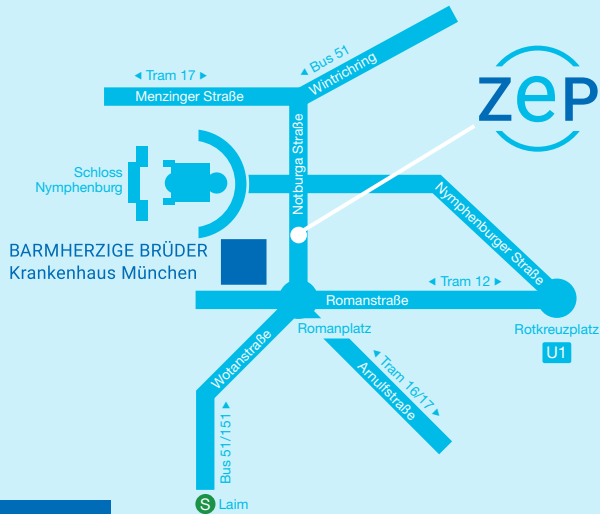 ◄ Bus 51
Wintrichring
◄ Tram 17 ►
Menzinger Straße
zep
Notburga Straße
Schloss
Nymphenburg
Nymphenburger Straße
BARMHERZIGE BRÜDER
Krankenhaus München
◄ Tram 12 ►
Romanstraße
Romanplatz
Rotkreuzplatz
U1
Wotanstraße
◄ Tram 16/17 ►
Arnulfstraße
Bus 51/151 ►
S Laim